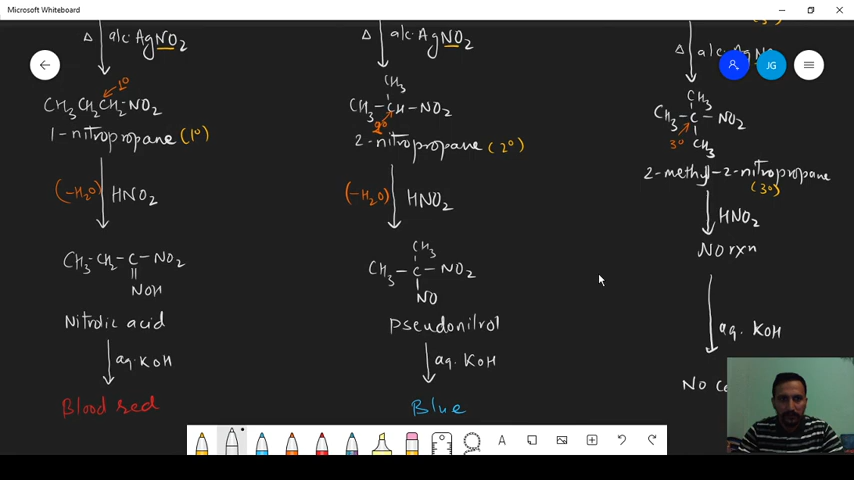 Microsoft Whiteboard
(3°)
Δ alc. AgNO2
Δ alc. AgNO2
Δ alc. AgNO
JG
1°
CH3CH2CH2-NO2
1-nitropropane (1°)
CH3
CH3-CH-NO2
2°
2-nitropropane (2°)
CH3
CH3-C-NO2
3°
CH3
2-methyl-2-nitropropane
(3°)
(-H2O) HNO2
(-H2O) HNO2
HNO2
CH3-CH2-C-NO2
||
NOH
Nitrolic acid
CH3
CH3-C-NO2
NO
Pseudonitrol
NO rxn
aq. KOH
aq. KOH
aq. KOH
Blood red
Blue
No
A